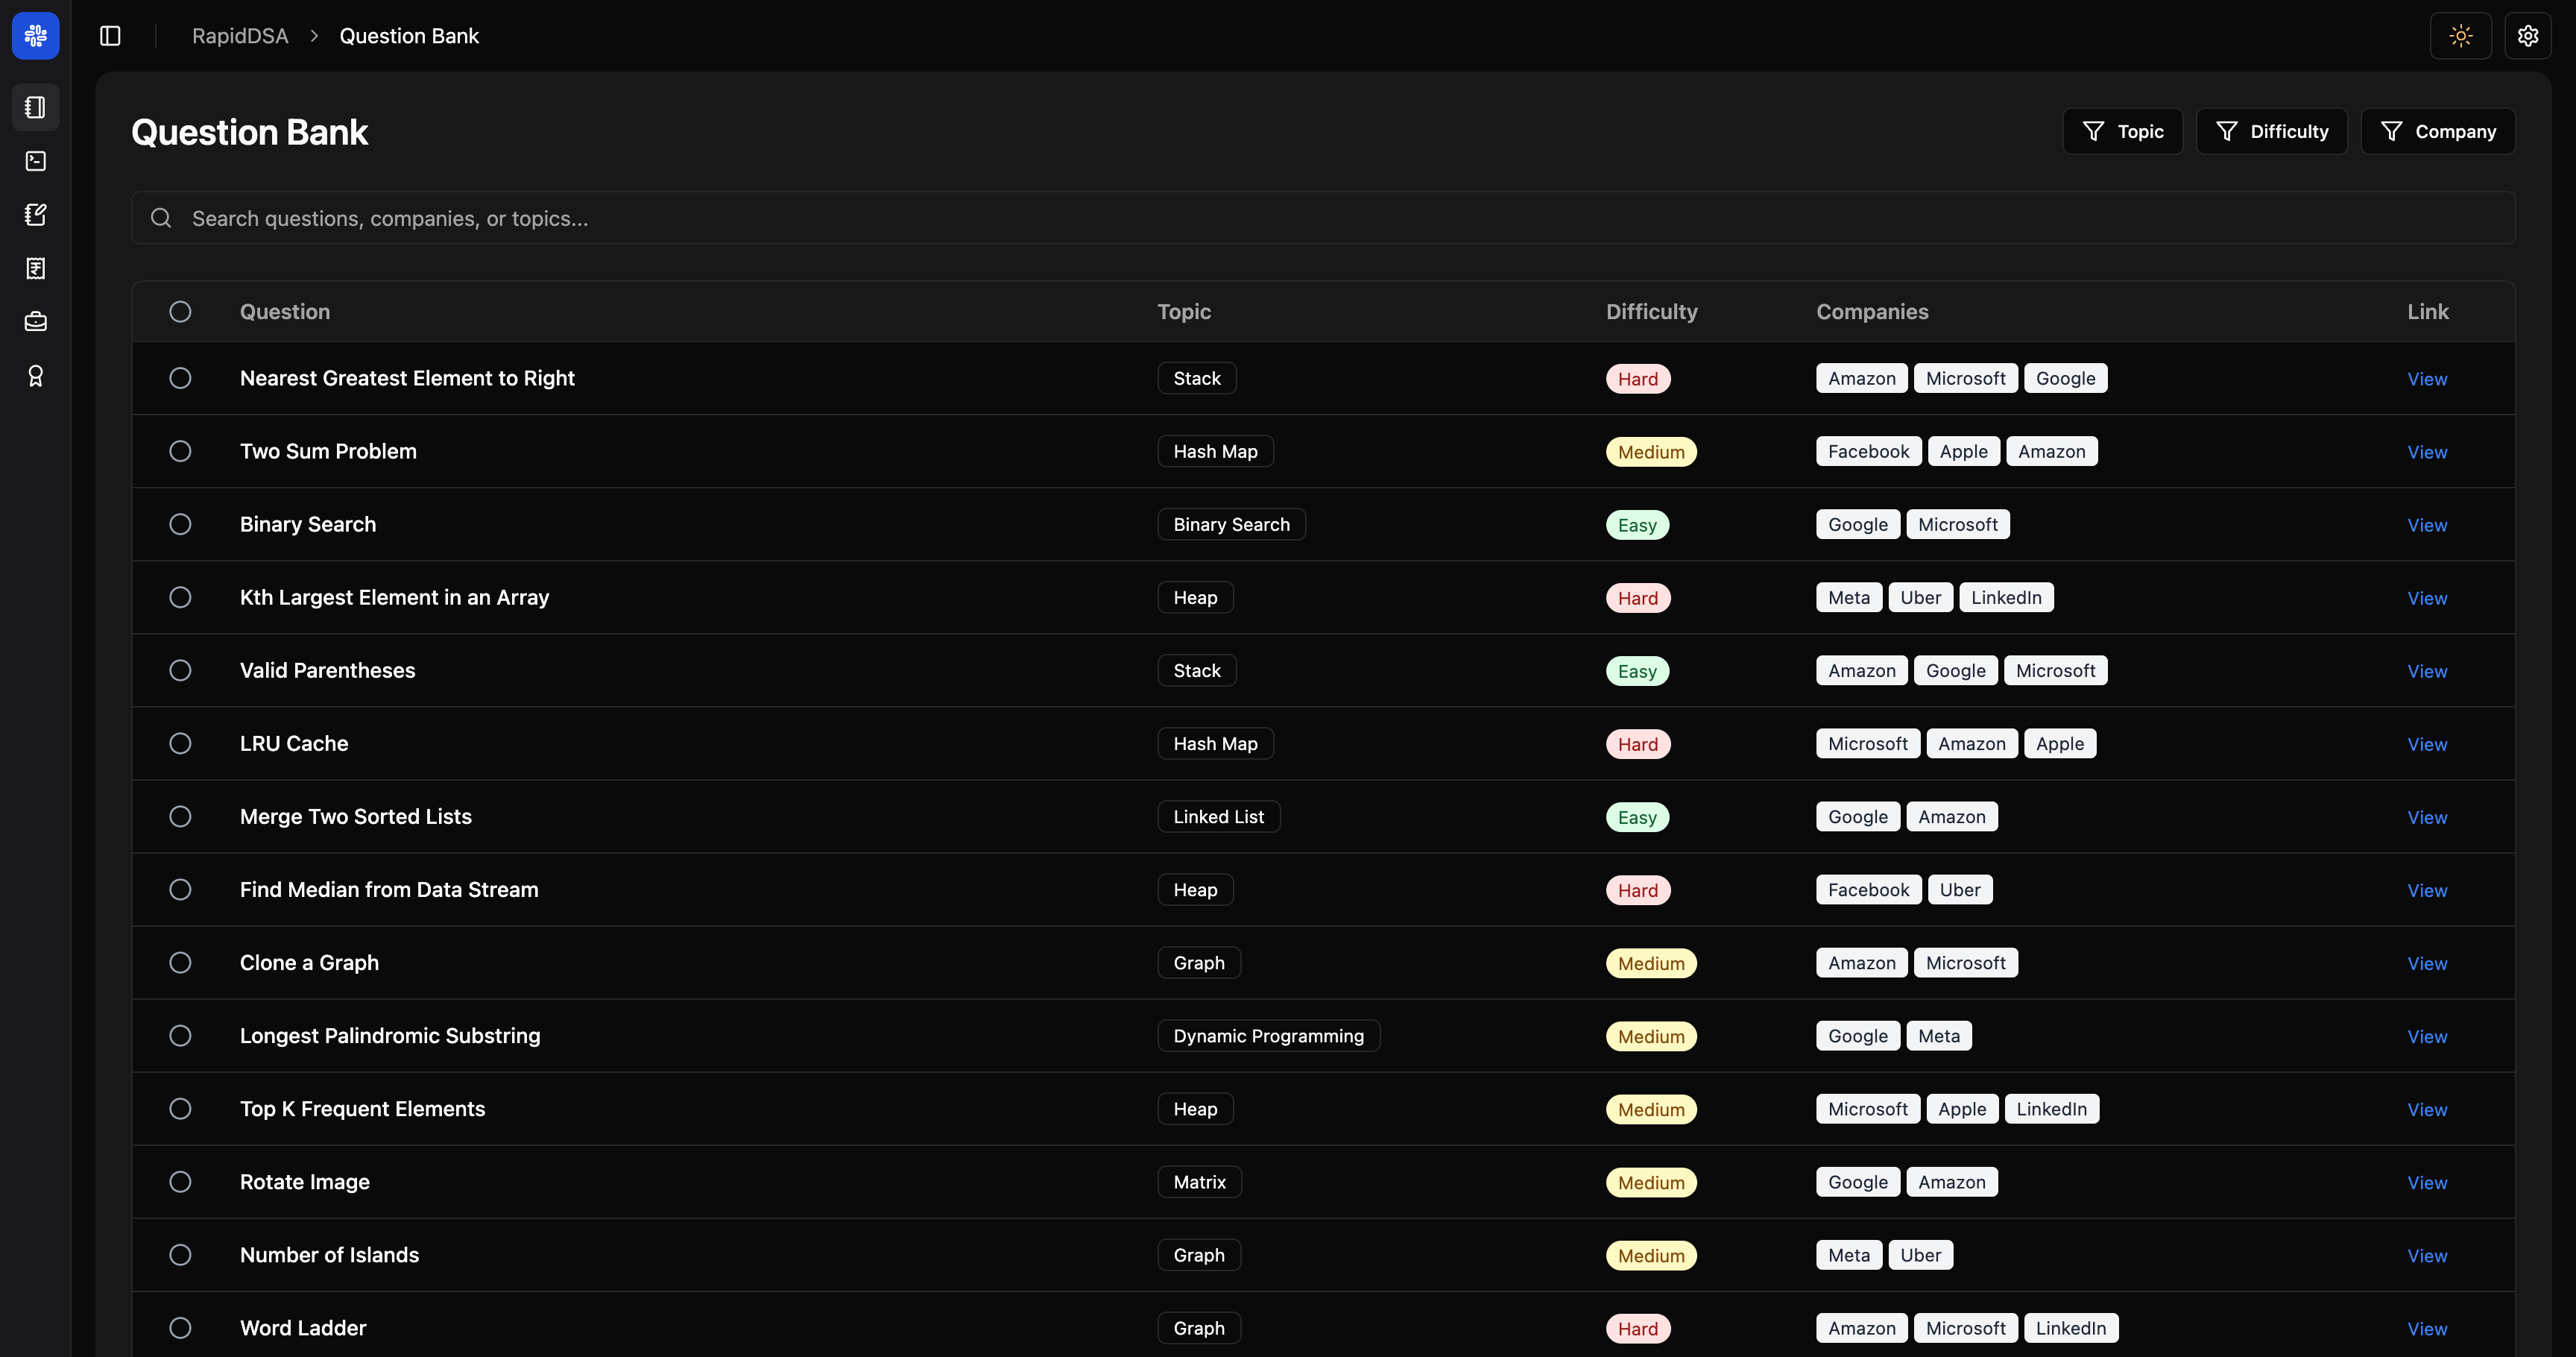 RapidDSA > Question Bank
Question Bank Topic Difficulty Company
Search questions, companies, or topics...
Question Topic Difficulty Companies Link
Nearest Greatest Element to Right Stack Hard Amazon Microsoft Google View
Two Sum Problem Hash Map Medium Facebook Apple Amazon View
Binary Search Binary Search Easy Google Microsoft View
Kth Largest Element in an Array Heap Hard Meta Uber LinkedIn View
Valid Parentheses Stack Easy Amazon Google Microsoft View
LRU Cache Hash Map Hard Microsoft Amazon Apple View
Merge Two Sorted Lists Linked List Easy Google Amazon View
Find Median from Data Stream Heap Hard Facebook Uber View
Clone a Graph Graph Medium Amazon Microsoft View
Longest Palindromic Substring Dynamic Programming Medium Google Meta View
Top K Frequent Elements Heap Medium Microsoft Apple LinkedIn View
Rotate Image Matrix Medium Google Amazon View
Number of Islands Graph Medium Meta Uber View
Word Ladder Graph Hard Amazon Microsoft LinkedIn View